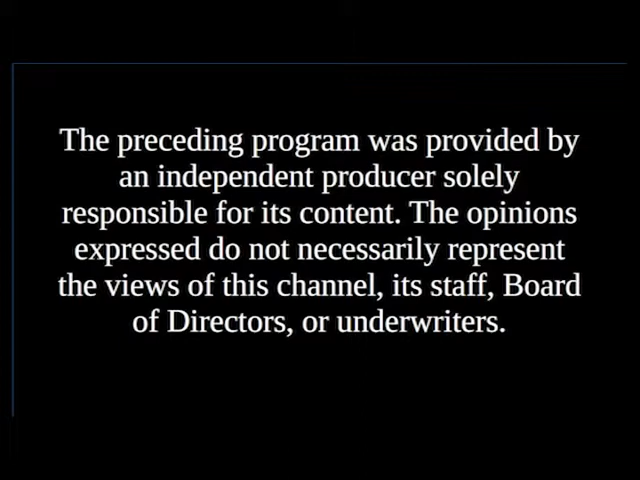 The preceding program was provided by
an independent producer solely
responsible for its content. The opinions
expressed do not necessarily represent
the views of this channel, its staff, Board
of Directors, or underwriters.